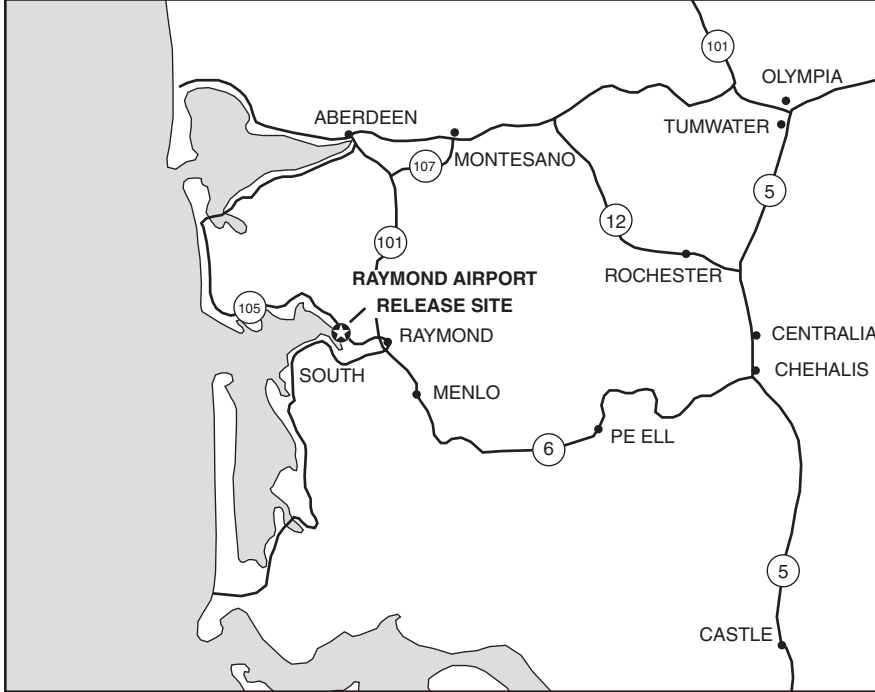 101
OLYMPIA
ABERDEEN
TUMWATER
107
MONTESANO
5
12
101
ROCHESTER
RAYMOND AIRPORT
RELEASE SITE
105
RAYMOND
CENTRALIA
SOUTH
CHEHALIS
MENLO
PE ELL
6
5
CASTLE